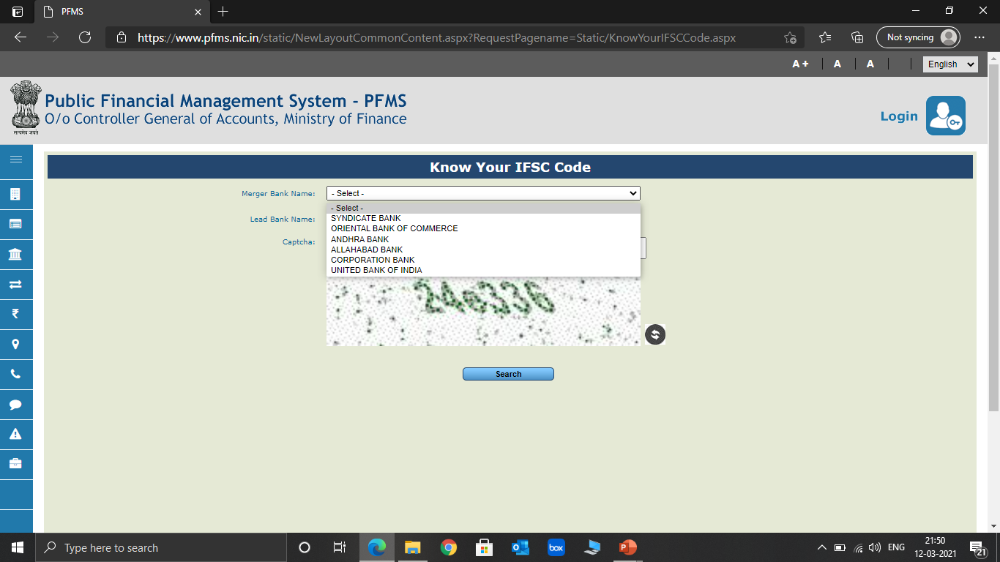 PFMS
https://www.pfms.nic.in/static/NewLayoutCommonContent.aspx?RequestPagename=Static/KnowYourIFSCCode.aspx
Not syncing
A +
A
A
English
Public Financial Management System - PFMS
O/o Controller General of Accounts, Ministry of Finance
सत्यमेव जयते
Login
Know Your IFSC Code
Merger Bank Name:
- Select -
- Select -
SYNDICATE BANK
Lead Bank Name:
ORIENTAL BANK OF COMMERCE
ANDHRA BANK
Captcha:
ALLAHABAD BANK
CORPORATION BANK
UNITED BANK OF INDIA
Search
Type here to search
box
ENG
21:50
12-03-2021
21